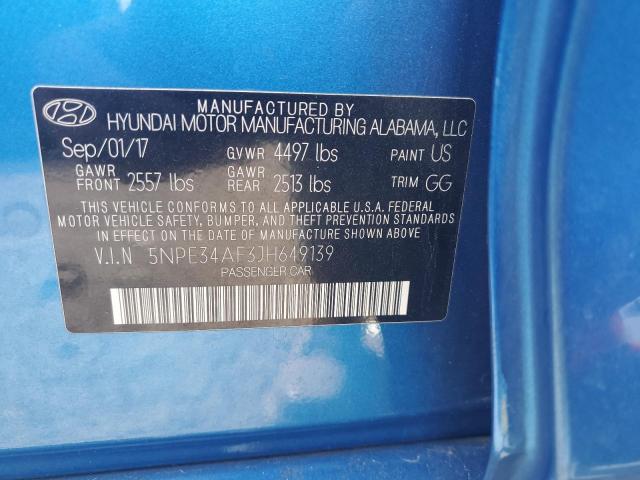 MANUFACTURED BY
HYUNDAI MOTOR MANUFACTURING ALABAMA, LLC
Sep/01/17 GVWR 4497 lbs PAINT US
GAWR FRONT 2557 lbs GAWR REAR 2513 lbs TRIM GG
THIS VEHICLE CONFORMS TO ALL APPLICABLE U.S.A. FEDERAL
MOTOR VEHICLE SAFETY, BUMPER, AND THEFT PREVENTION STANDARDS
IN EFFECT ON THE DATE OF MANUFACTURE SHOWN ABOVE
V.I.N 5NPE34AF3JH649139
PASSENGER CAR